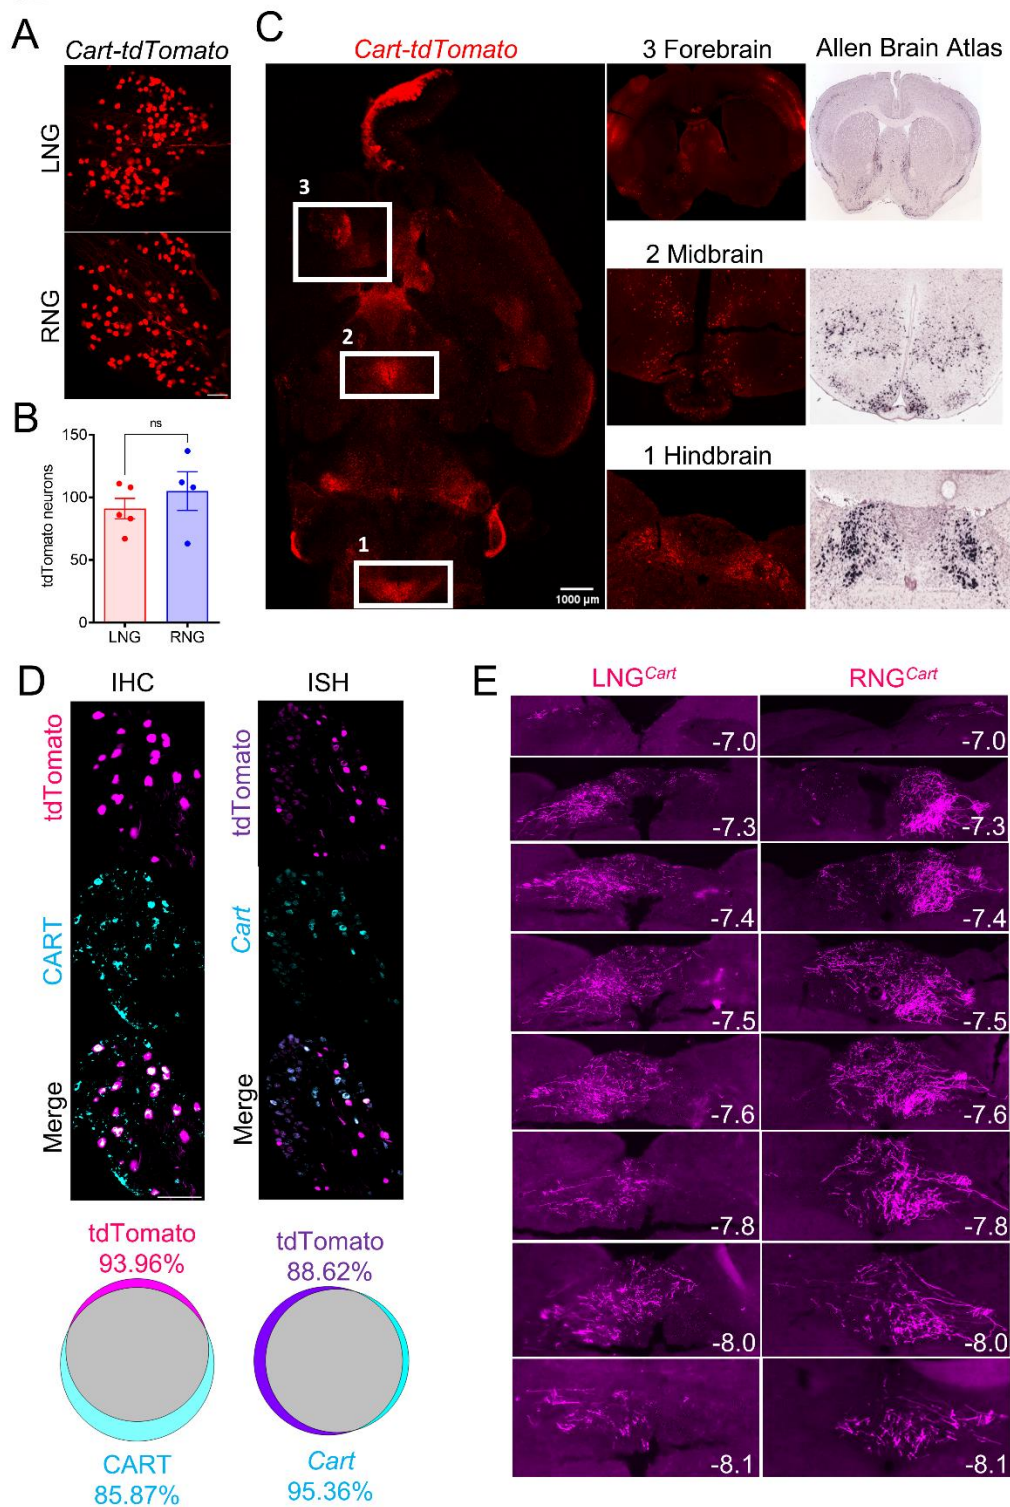 A
Cart-tdTomato
LNG
RNG
B
ns
150
100
50
0
tdTomato neurons
LNG
RNG
C
Cart-tdTomato
3
2
1
1000 µm
3 Forebrain
Allen Brain Atlas
2 Midbrain
1 Hindbrain
D
IHC
ISH
tdTomato
tdTomato
CART
Cart
Merge
Merge
tdTomato
93.96%
CART
85.87%
tdTomato
88.62%
Cart
95.36%
E
LNGCart
RNGCart
-7.0
-7.0
-7.3
-7.3
-7.4
-7.4
-7.5
-7.5
-7.6
-7.6
-7.8
-7.8
-8.0
-8.0
-8.1
-8.1